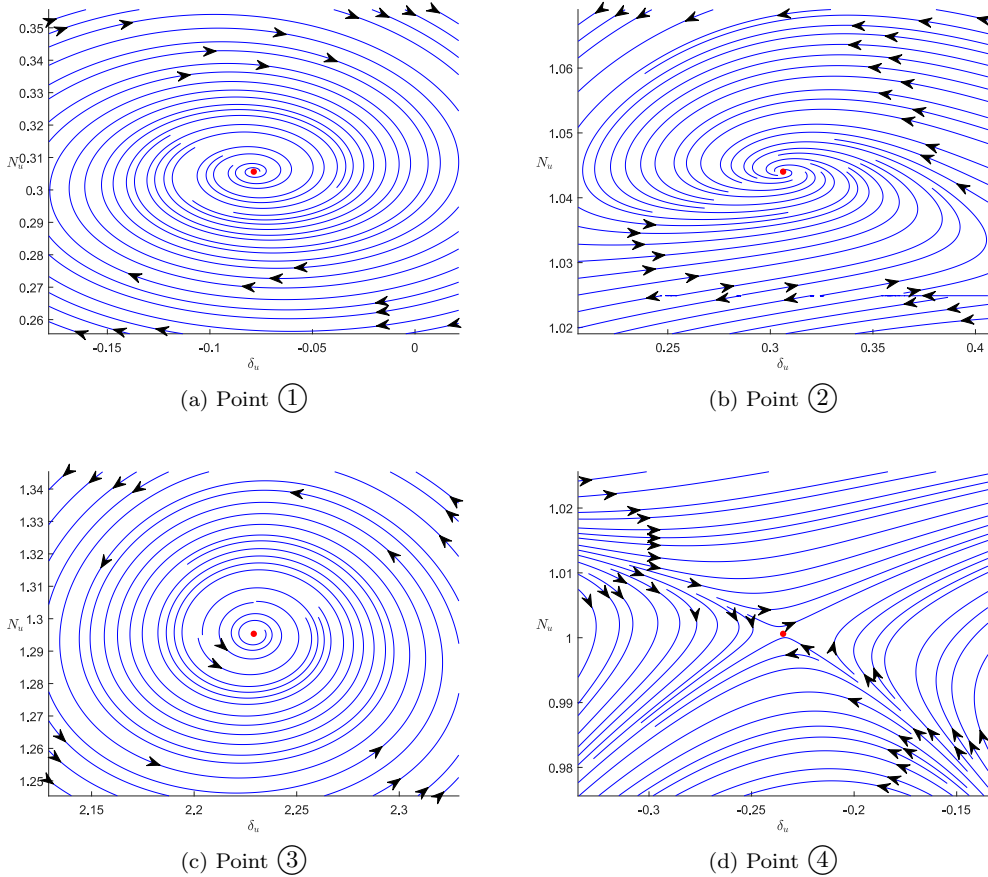 0.35
0.34
0.33
0.32
0.31
N_u
0.3
0.29
0.28
0.27
0.26
-0.15 -0.1 -0.05 0
δ_u
(a) Point ①
1.06
1.05
N_u
1.04
1.03
1.02
0.25 0.3 0.35 0.4
δ_u
(b) Point ②
1.34
1.33
1.32
1.31
N_u 1.3
1.29
1.28
1.27
1.26
1.25
2.15 2.2 2.25 2.3
δ_u
(c) Point ③
1.02
1.01
N_u
1
0.99
0.98
-0.3 -0.25 -0.2 -0.15
δ_u
(d) Point ④